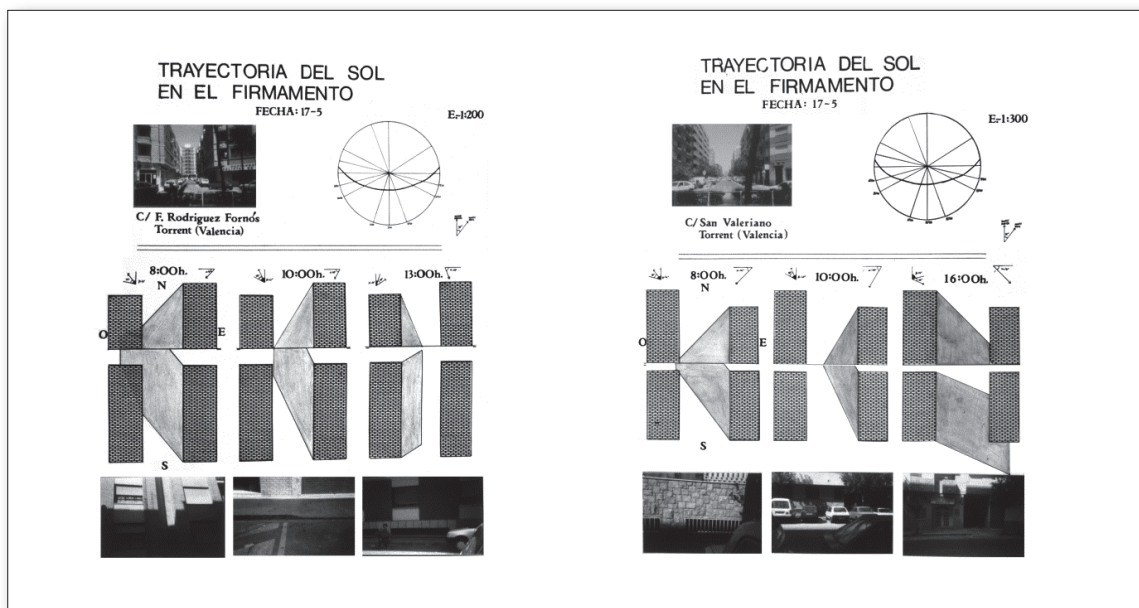 TRAYECTORIA DEL SOL
EN EL FIRMAMENTO
FECHA: 17-5
E.-1:200
C/ F. Rodriguez Fornós
Torrent (Valencia)
8:00h.
10:00h.
13:00h.
N
O
E
S
TRAYECTORIA DEL SOL
EN EL FIRMAMENTO
FECHA: 17-5
E.-1:300
C/ San Valeriano
Torrent (Valencia)
8:00h.
10:00h.
16:00h.
N
O
E
S